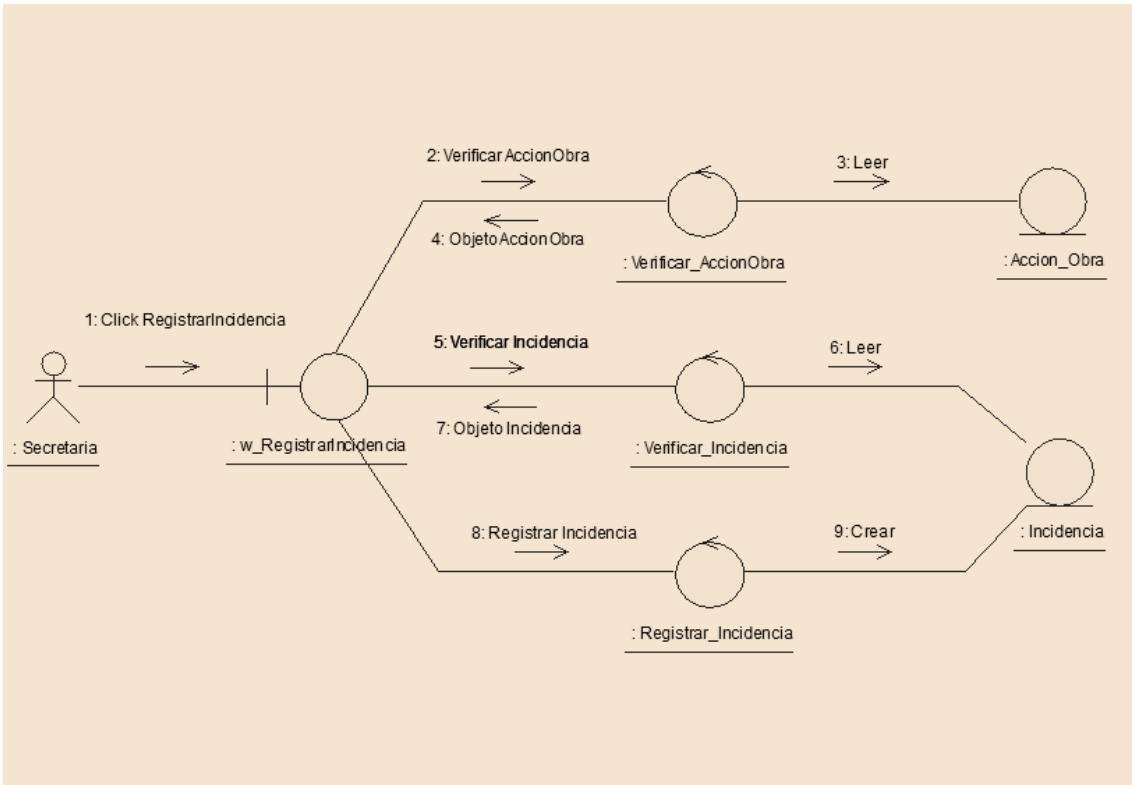 2: Verificar AccionObra
3: Leer
4: Objeto AccionObra
: Verificar_AccionObra
: Accion_Obra
1: Click RegistrarIncidencia
5: Verificar Incidencia
6: Leer
7: Objeto Incidencia
: Secretaria
: w_RegistrarIncidencia
: Verificar_Incidencia
8: Registrar Incidencia
9: Crear
: Incidencia
: Registrar_Incidencia